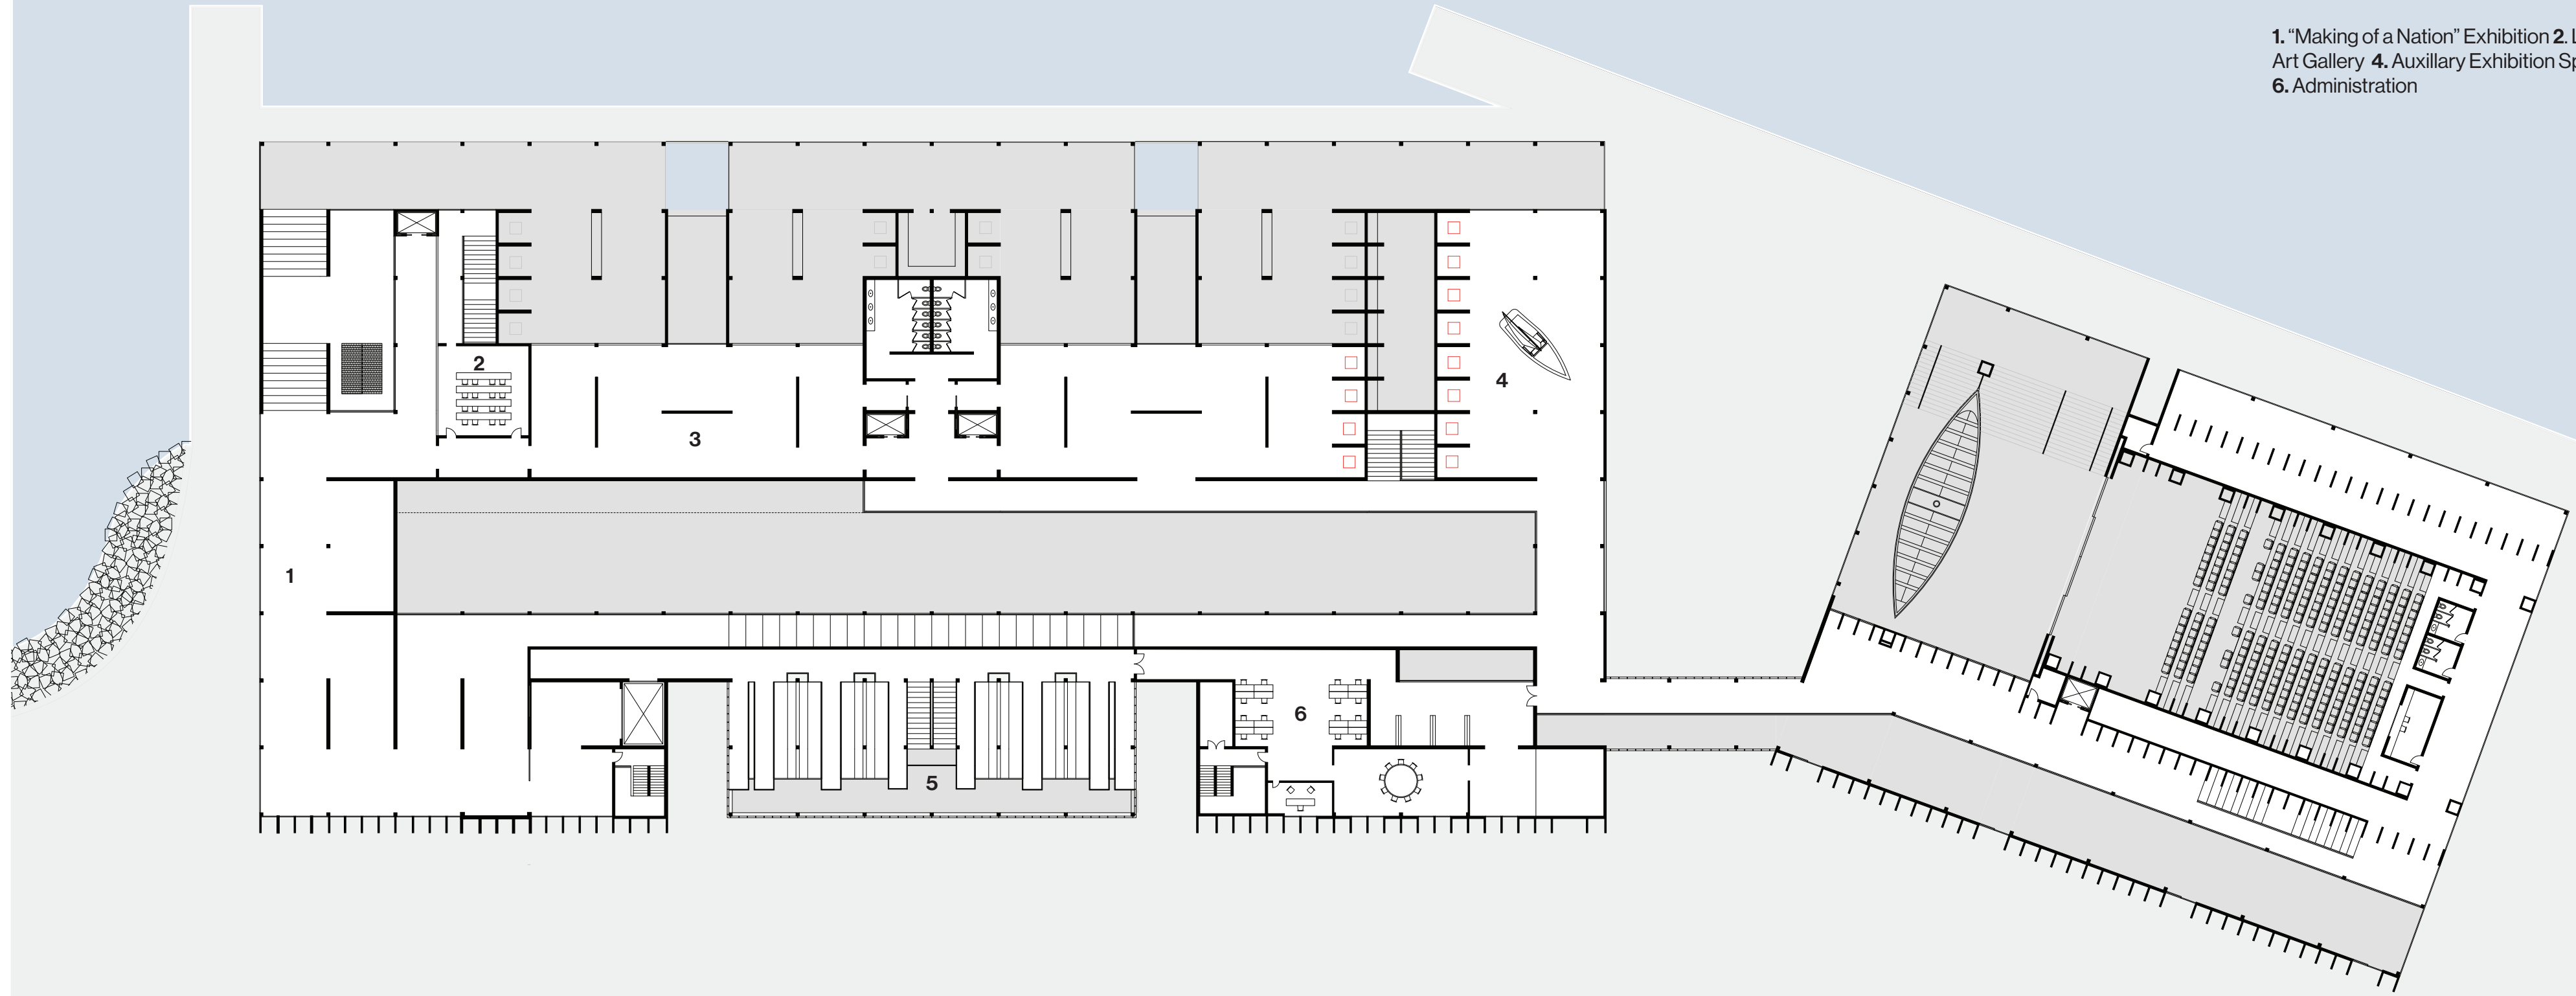 1. “Making of a Nation” Exhibition 2.
Art Gallery 4. Auxillary Exhibition
6. Administration
2
4
3
1
6
5